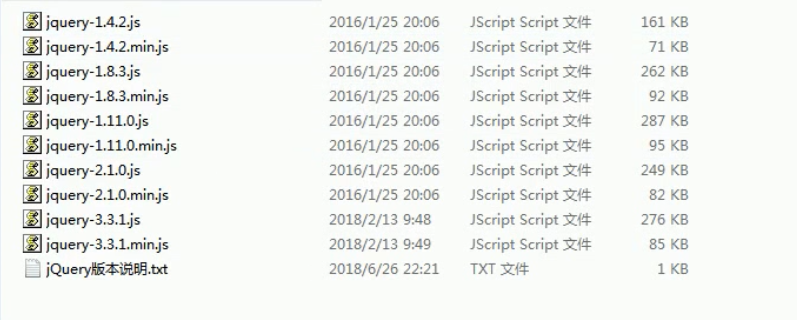 jquery-1.4.2.js 2016/1/25 20:06 JScript Script 文件 161 KB
jquery-1.4.2.min.js 2016/1/25 20:06 JScript Script 文件 71 KB
jquery-1.8.3.js 2016/1/25 20:06 JScript Script 文件 262 KB
jquery-1.8.3.min.js 2016/1/25 20:06 JScript Script 文件 92 KB
jquery-1.11.0.js 2016/1/25 20:06 JScript Script 文件 287 KB
jquery-1.11.0.min.js 2016/1/25 20:06 JScript Script 文件 95 KB
jquery-2.1.0.js 2016/1/25 20:06 JScript Script 文件 249 KB
jquery-2.1.0.min.js 2016/1/25 20:06 JScript Script 文件 82 KB
jquery-3.3.1.js 2018/2/13 9:48 JScript Script 文件 276 KB
jquery-3.3.1.min.js 2018/2/13 9:49 JScript Script 文件 85 KB
jQuery版本说明.txt 2018/6/26 22:21 TXT 文件 1 KB